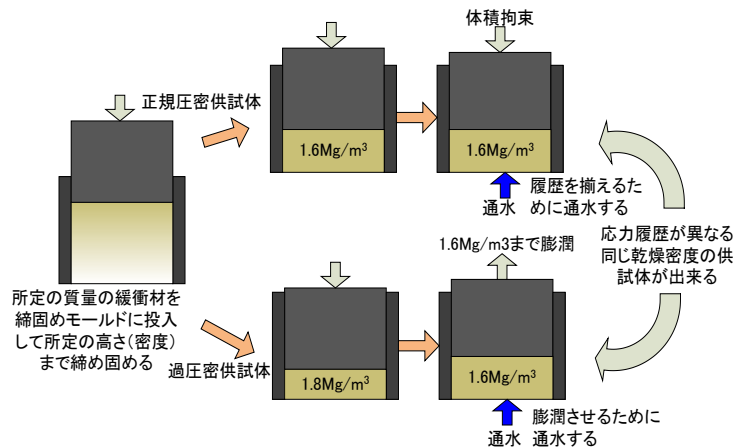 体積拘束
正規圧密供試体
1.6Mg/m³
1.6Mg/m³
通水
履歴を揃えるた
めに通水する
所定の質量の緩衝材を
締固めモールドに投入
して所定の高さ(密度)
まで締め固める
過圧密供試体
1.6Mg/m3まで膨潤
1.8Mg/m³
1.6Mg/m³
通水
膨潤させるために
通水する
応力履歴が異なる
同じ乾燥密度の供
試体が出来る